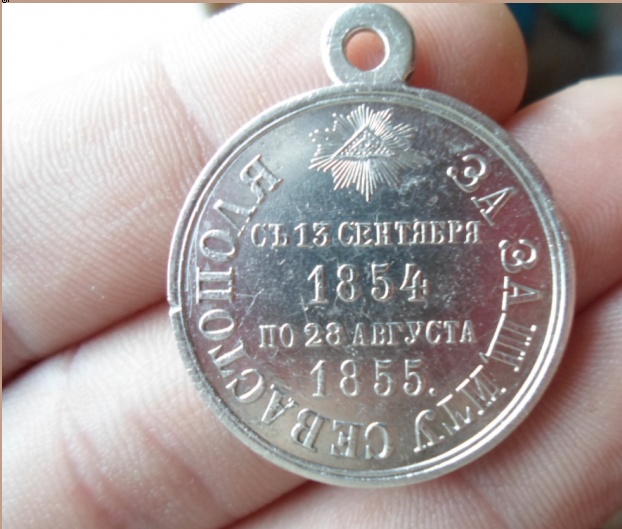 СЪ 13 СЕНТЯБРЯ
1854
ПО 28 АВГУСТА
1855.
ЗА ЗАЩИТУ СЕВАСТОПОЛЯ